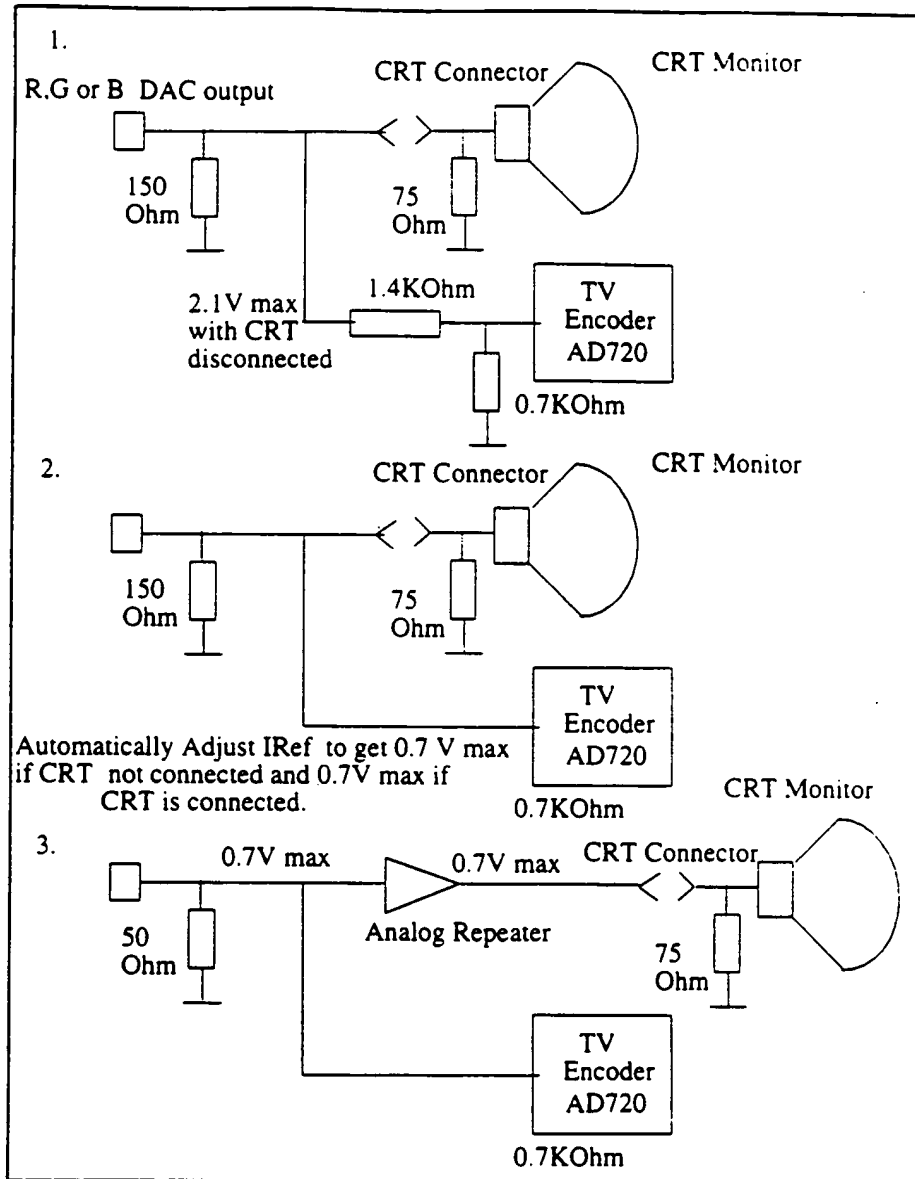 1.
CRT Connector
CRT Monitor
R,G or B DAC output
150
Ohm
75
Ohm
2.1V max
with CRT
disconnected
1.4KOhm
TV
Encoder
AD720
0.7KOhm
2.
CRT Connector
CRT Monitor
150
Ohm
75
Ohm
TV
Encoder
AD720
Automatically Adjust IRef to get 0.7 V max
if CRT not connected and 0.7V max if
CRT is connected.
0.7KOhm
CRT Monitor
3.
0.7V max
0.7V max
CRT Connector
Analog Repeater
50
Ohm
75
Ohm
TV
Encoder
AD720
0.7KOhm